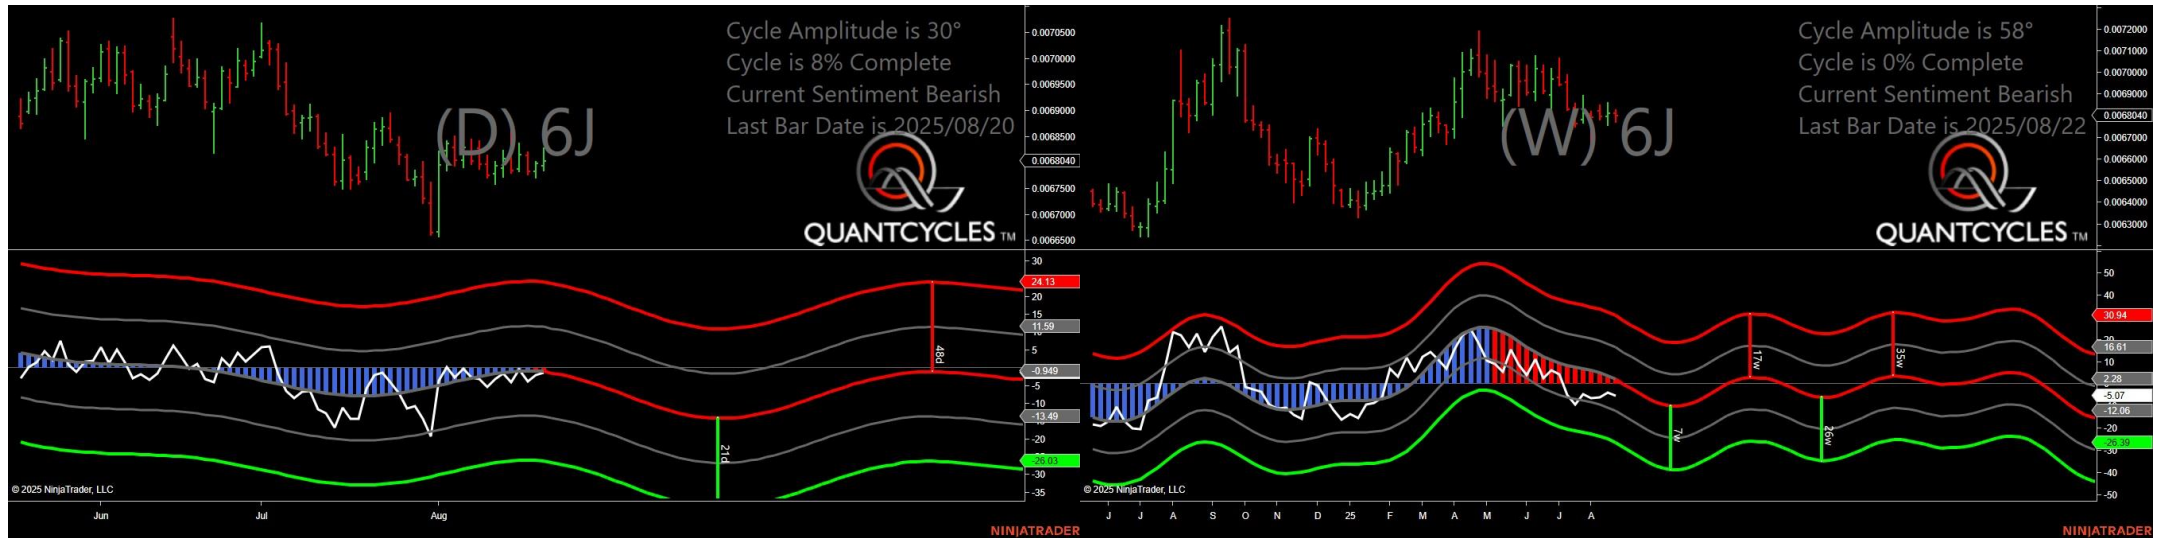 Cycle Amplitude is 30°
Cycle is 8% Complete
Current Sentiment Bearish
Last Bar Date is 2025/08/20
(D) 6J
QUANTCYCLES TM
0.0070500
0.0070000
0.0069500
0.0069000
0.0068500
0.0068040
0.0067500
0.0067000
0.0066500
30
24.13
20
15
11.59
5
-0.949
-5
-10
-13.49
-20
-26.03
-30
-35
48d
21d
© 2025 NinjaTrader, LLC
Jun
Jul
Aug
NINJATRADER
Cycle Amplitude is 58°
Cycle is 0% Complete
Current Sentiment Bearish
Last Bar Date is 2025/08/22
(W) 6J
QUANTCYCLES TM
0.0072000
0.0071000
0.0070000
0.0069000
0.0068040
0.0067000
0.0066000
0.0065000
0.0064000
0.0063000
50
40
30.94
16.61
10
2.28
-5.07
-12.06
-20
-26.39
-30
-40
-50
17w
35w
7w
26w
© 2025 NinjaTrader, LLC
J
J
A
S
O
N
D
25
F
M
A
M
J
J
A
NINJATRADER